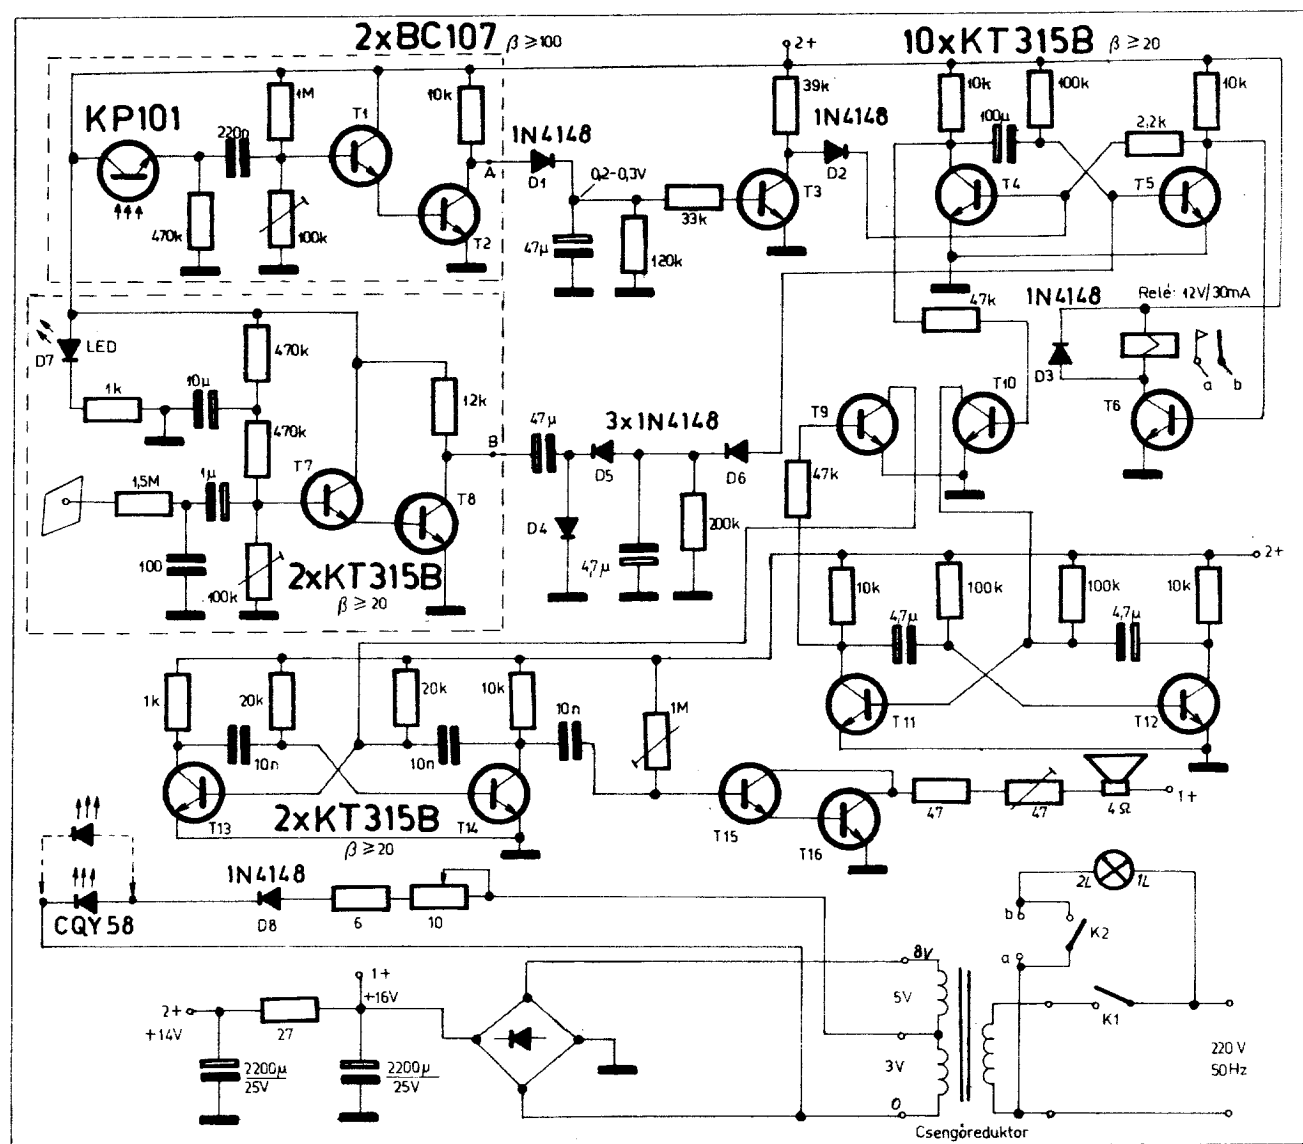 2xBC107 β ≥ 100
2+
10xKT315B β ≥ 20
KP101
1M
T1
10k
220n
470k
100k
T2
A
1N4148
D1
0,2-0,3V
47µ
120k
33k
39k
T3
1N4148
D2
10k
100k
10k
100µ
2,2k
T4
T5
47k
1N4148
Relé: 12V/30mA
D3
a
b
T6
D7
LED
470k
1k
10µ
470k
12k
1,5M
1µ
T7
T8
B
100
100k
2xKT315B
β ≥ 20
47µ
3x1N4148
D5
D6
D4
4,7µ
200k
T9
T10
47k
2+
10k
100k
100k
10k
4,7µ
4,7µ
T11
T12
1k
20k
20k
10k
10n
10n
10n
1M
T13
2xKT315B
T14
β ≥ 20
T15
T16
47
47
4Ω
1+
CQY58
1N4148
D8
6
10
2L
1L
b
K2
a
K1
220V
50Hz
8V
5V
3V
0
Csengőreduktor
1+
+16V
2+
+14V
27
2200µ
25V
2200µ
25V